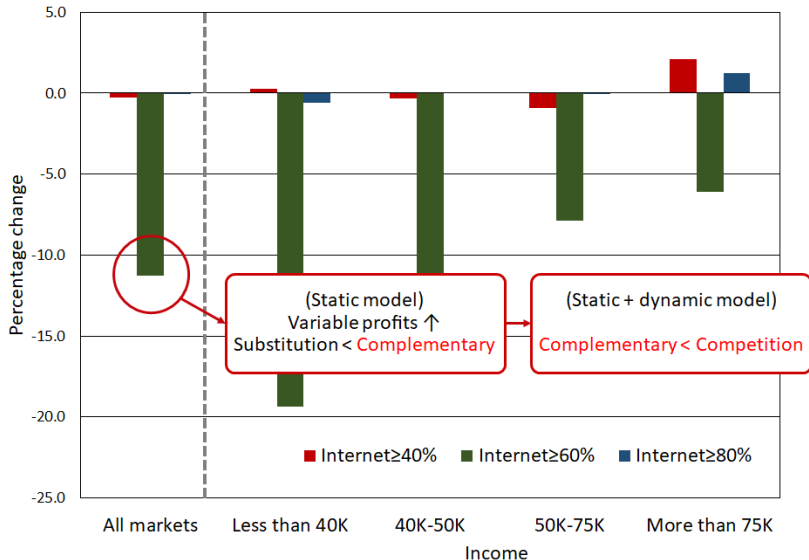 5.0
0.0
-5.0
-10.0
-15.0
-20.0
-25.0
Percentage change
(Static model)
Variable profits ↑
Substitution < Complementary
(Static + dynamic model)
Complementary < Competition
Internet≥40%
Internet≥60%
Internet≥80%
All markets
Less than 40K
40K-50K
50K-75K
More than 75K
Income